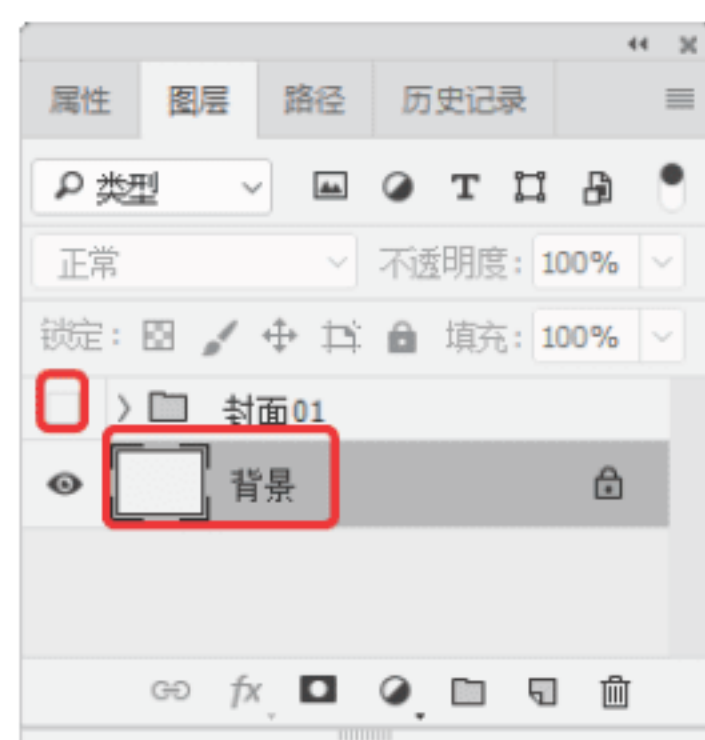 属性 图层 路径 历史记录
类型 T
正常 不透明度: 100%
锁定: 填充: 100%
封面01
背景
fx